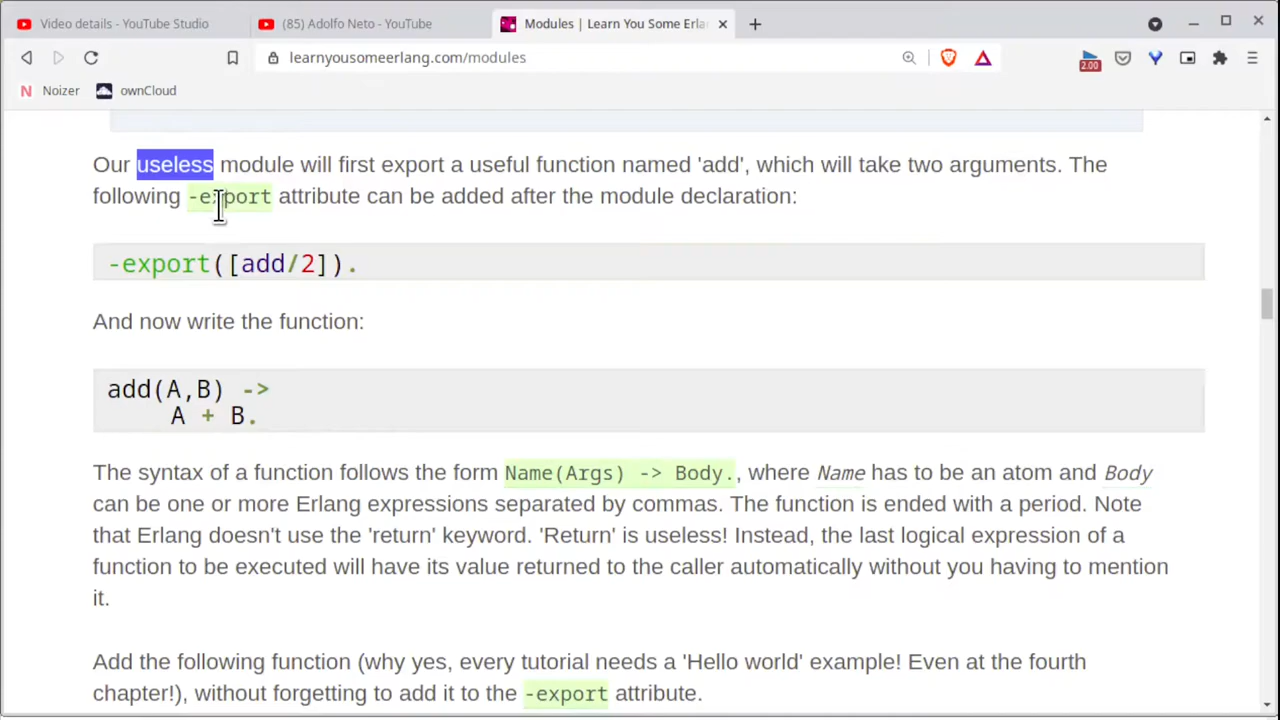 Video details - YouTube Studio
(85) Adolfo Neto - YouTube
Modules | Learn You Some Erla
learnyousomeerlang.com/modules
2.00
N Noizer
ownCloud
Our useless module will first export a useful function named 'add', which will take two arguments. The
following -export attribute can be added after the module declaration:
-export([add/2]).
And now write the function:
add(A,B) ->
A + B.
The syntax of a function follows the form Name(Args) -> Body., where Name has to be an atom and Body
can be one or more Erlang expressions separated by commas. The function is ended with a period. Note
that Erlang doesn't use the 'return' keyword. 'Return' is useless! Instead, the last logical expression of a
function to be executed will have its value returned to the caller automatically without you having to mention
it.
Add the following function (why yes, every tutorial needs a 'Hello world' example! Even at the fourth
chapter!), without forgetting to add it to the -export attribute.